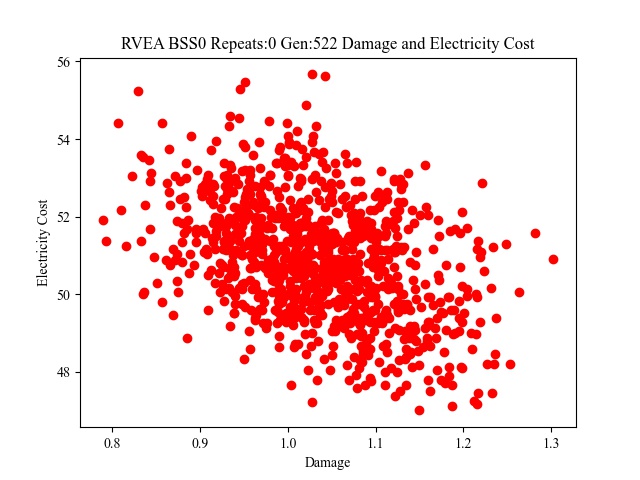 RVEA BSS0 Repeats:0 Gen:522 Damage and Electricity Cost
56
54
52
50
48
Electricity Cost
0.8 0.9 1.0 1.1 1.2 1.3
Damage